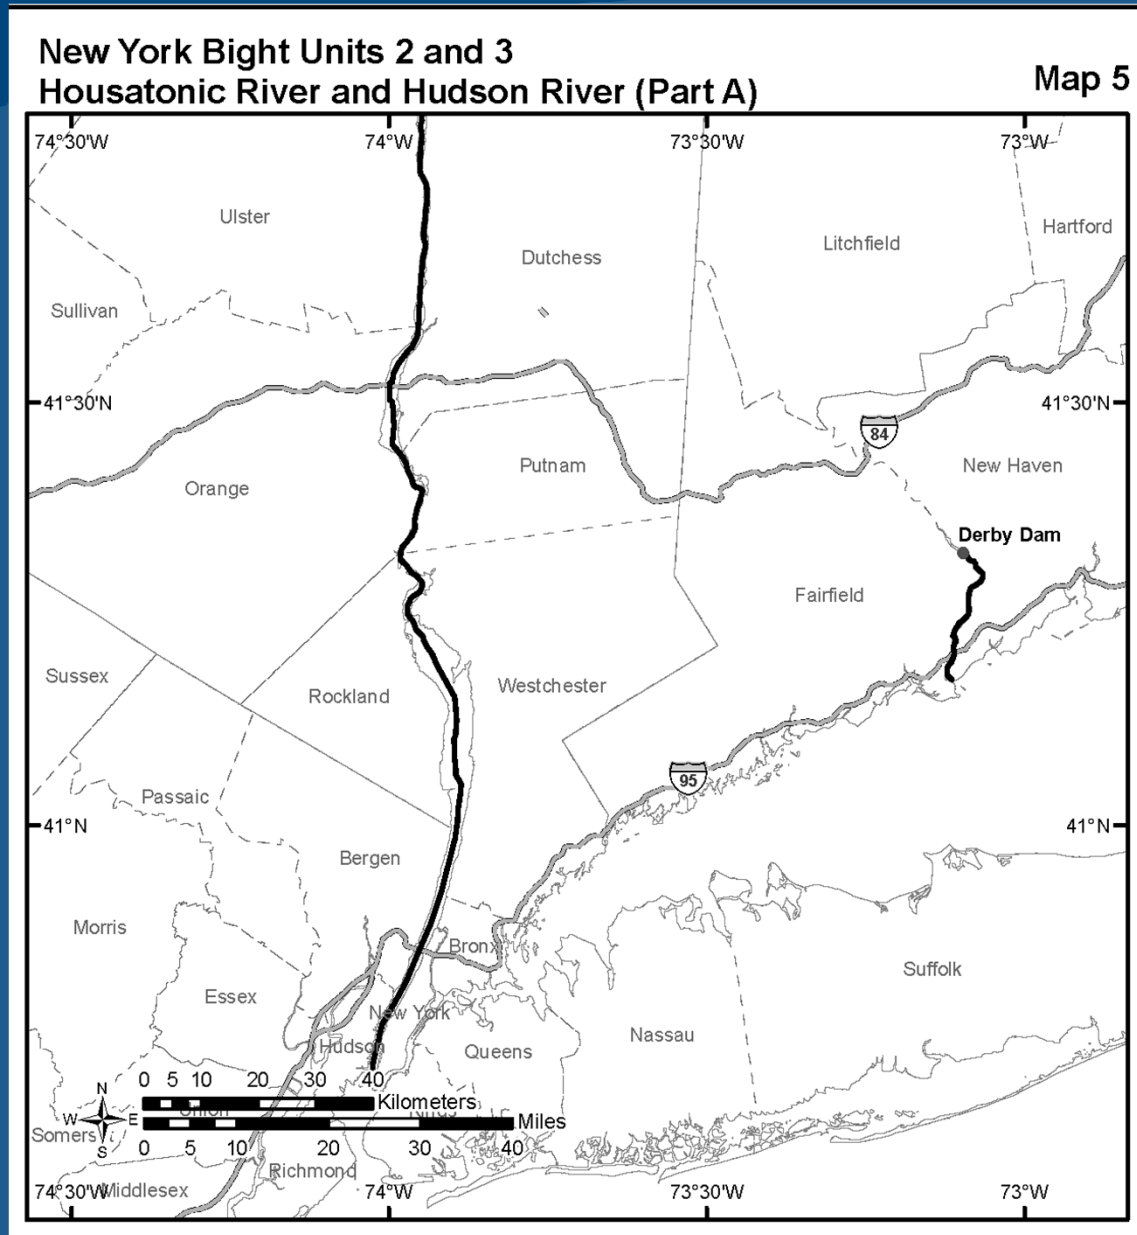 New York Bight Units 2 and 3
Housatonic River and Hudson River (Part A)
Map 5
74°30'W 74°W 73°30'W 73°W
Ulster
Hartford
Litchfield
Dutchess
Sullivan
41°30'N 41°30'N
84
New Haven
Putnam
Orange
Derby Dam
Fairfield
Sussex
Westchester
Rockland
95
Passaic
41°N 41°N
Bergen
Morris
Bronx
Suffolk
Essex
New York
Nassau
Hudson
Queens
0 5 10 20 30 40
Kilometers
N
W E
S
Union
Kings
Miles
Somers
0 5 10 20 30 40
Richmond
Middlesex
74°30'W 74°W 73°30'W 73°W